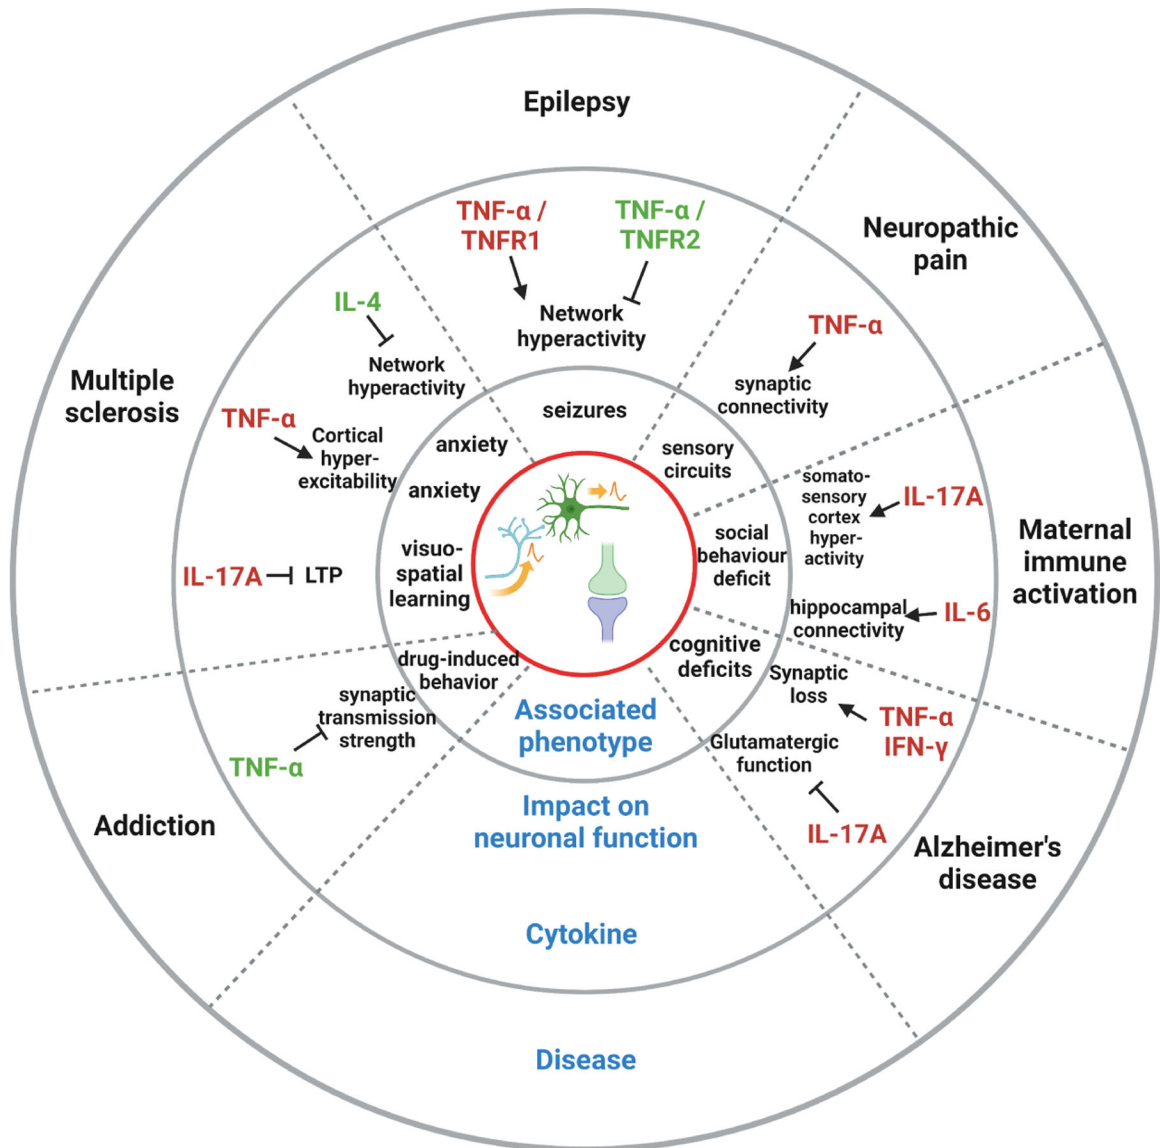 Epilepsy
TNF-α /
TNFR1
TNF-α /
TNFR2
Network
hyperactivity
seizures
Neuropathic
pain
TNF-α
synaptic
connectivity
sensory
circuits
Maternal
immune
activation
IL-17A
somato-
sensory
cortex
hyper-
activity
IL-6
hippocampal
connectivity
social
behaviour
deficit
Alzheimer's
disease
TNF-α
IFN-γ
Synaptic
loss
IL-17A
Glutamatergic
function
cognitive
deficits
Associated
phenotype
Impact on
neuronal function
Cytokine
Disease
Addiction
TNF-α
synaptic
transmission
strength
drug-induced
behavior
Multiple
sclerosis
IL-4
Network
hyperactivity
anxiety
TNF-α
Cortical
hyper-
excitability
anxiety
IL-17A
LTP
visuo-
spatial
learning